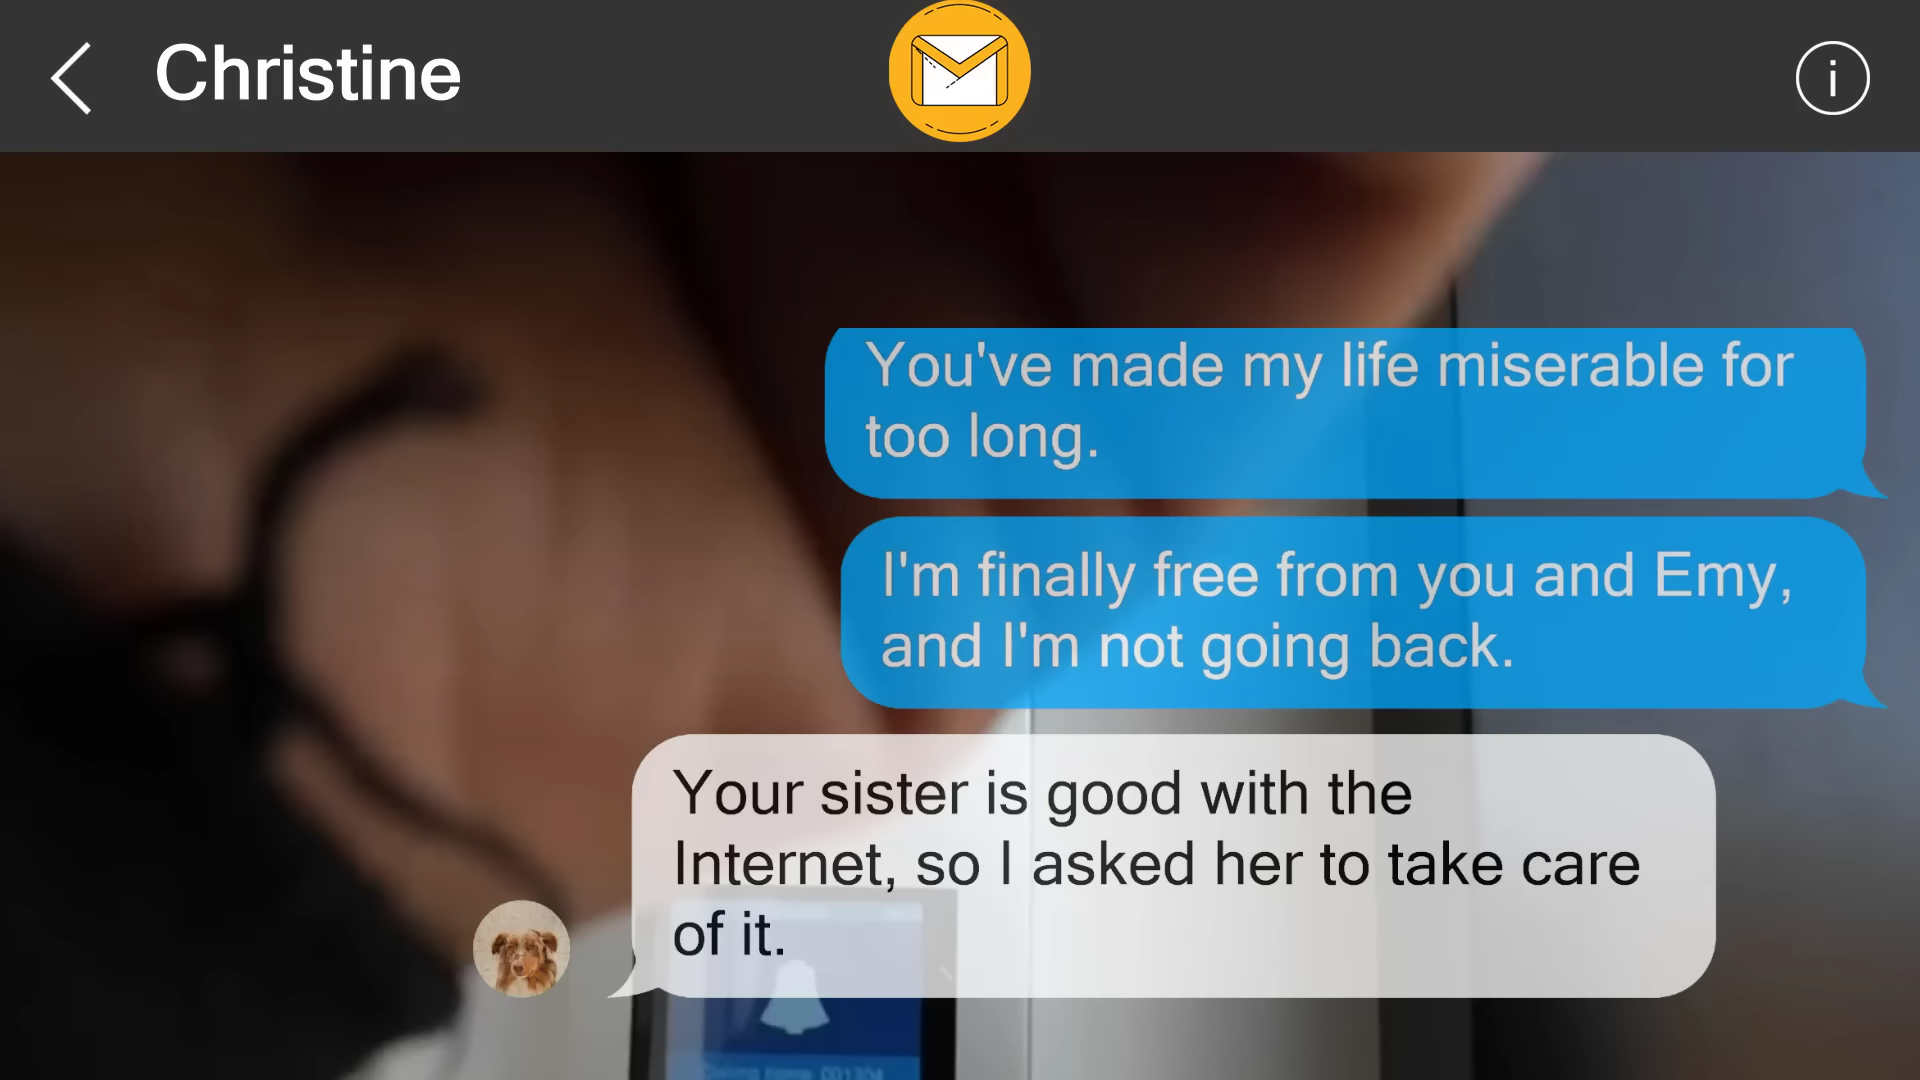 Christine
You've made my life miserable for
too long.
I'm finally free from you and Emy,
and I'm not going back.
Your sister is good with the
Internet, so I asked her to take care
of it.